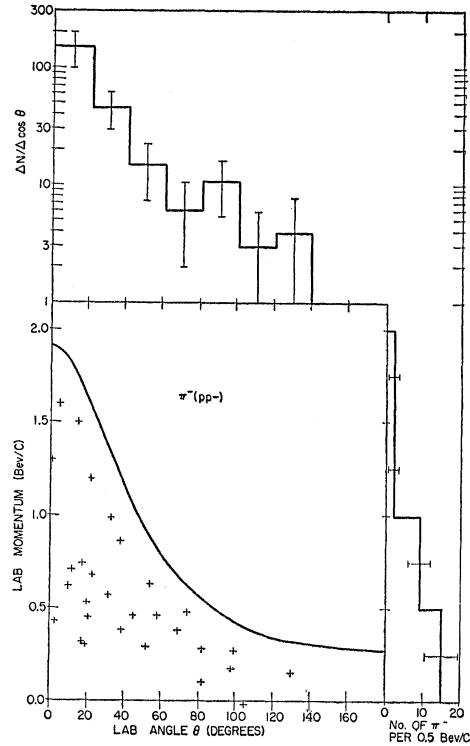 300
100
30
10
3
1
ΔN/Δcos θ
2.0
1.5
1.0
0.5
0.0
LAB MOMENTUM (Bev/C)
π⁻(pp-)
0 20 40 60 80 100 120 140 160 0 10 20
LAB ANGLE θ (DEGREES)
No. OF π⁻
PER 0.5 Bev/C